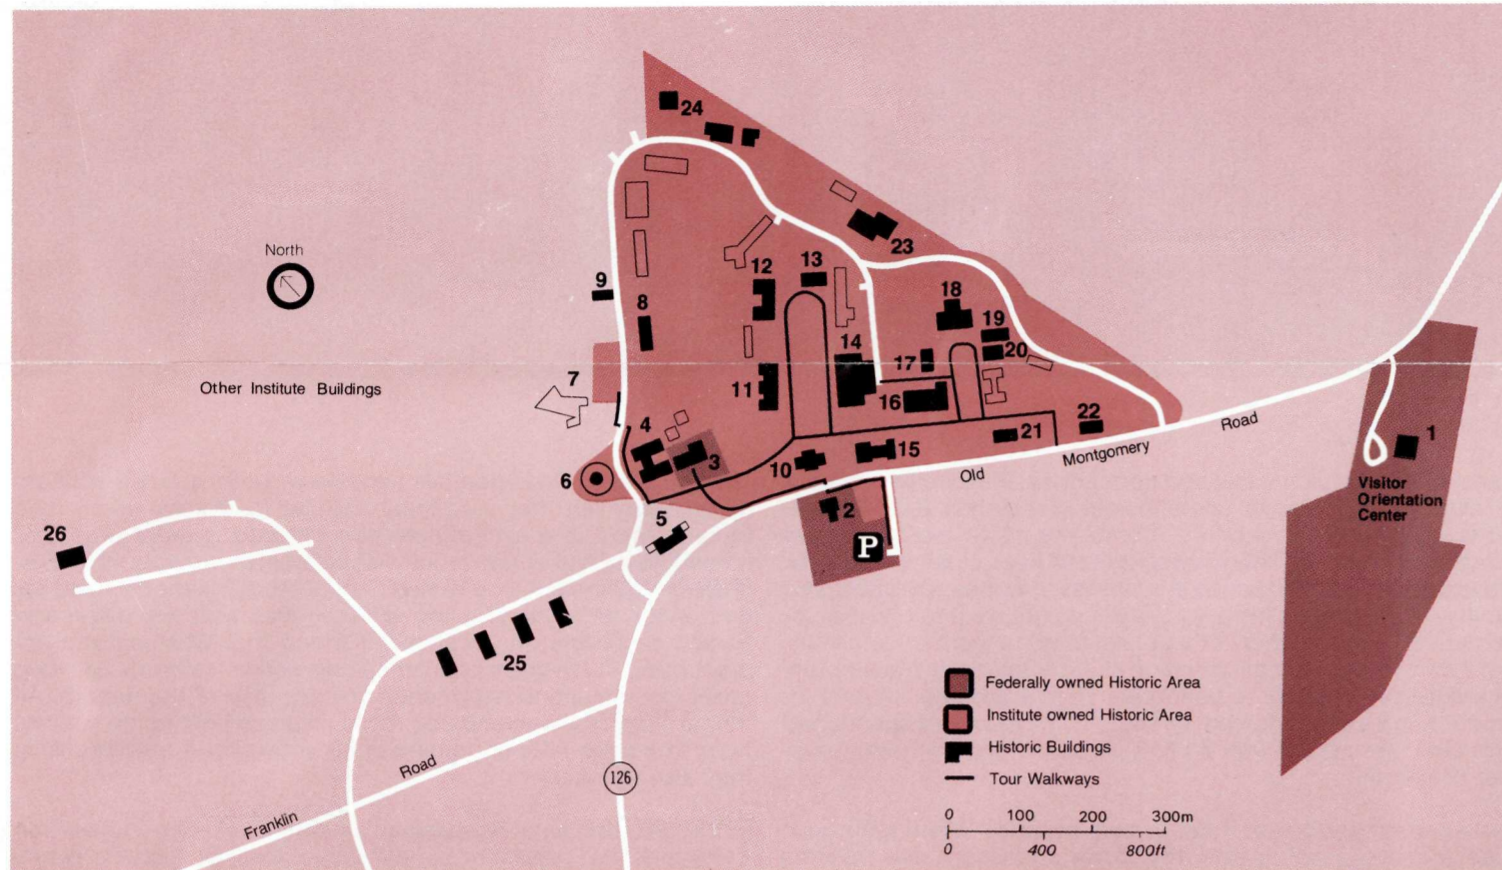 24
North
23
12
13
9
8
18
19
14
17
20
7
Other Institute Buildings
11
16
4
22
21
15
3
10
6
Road
1
Montgomery
Old
Visitor
Orientation
Center
2
5
26
P
25
Federally owned Historic Area
Institute owned Historic Area
Historic Buildings
Tour Walkways
Road
126
Franklin
0 100 200 300m
0 400 800ft